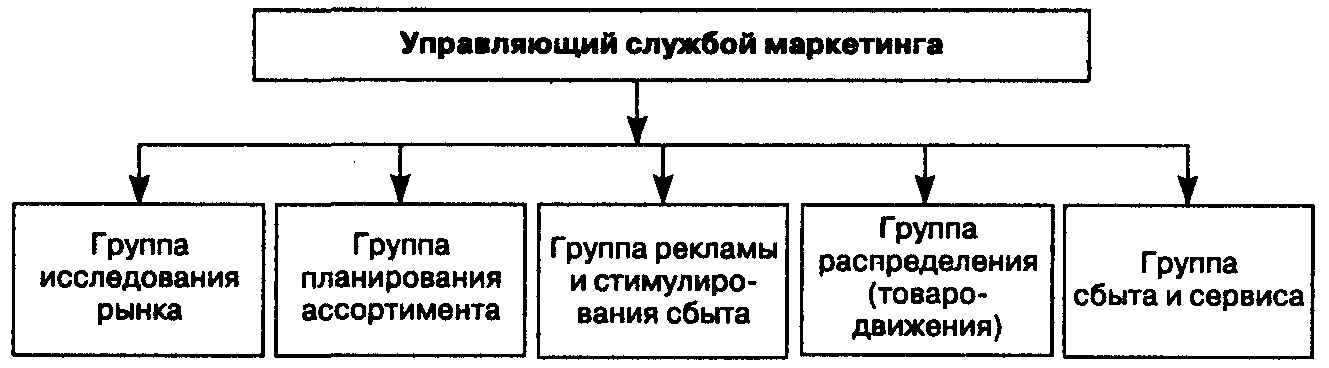 Управляющий службой маркетинга
Группа
исследования
рынка
Группа
планирования
ассортимента
Группа рекламы
и стимулиро-
вания сбыта
Группа
распределения
(товаро-
движения)
Группа
сбыта и сервиса